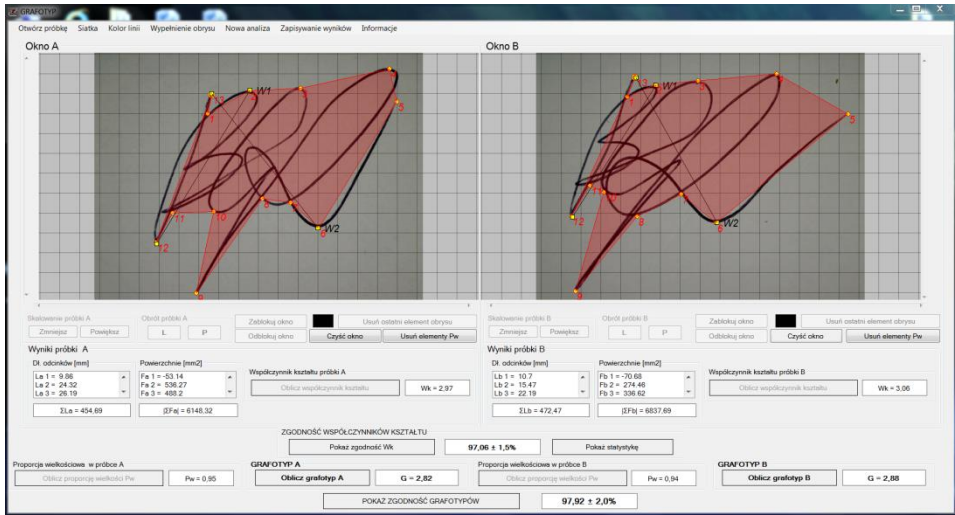 GRAFOTYP
Otwórz próbkę Siatka Kolor linii Wypełnienie obrysu Nowa analiza Zapisywanie wyników Informacje
Okno A Okno B
W1 W1
W2 W2
Skalowanie próbki A Obrót próbki A Skalowanie próbki B Obrót próbki B
Zablokuj okno Usuń ostatni element obrysu Zablokuj okno Usuń ostatni element obrysu
Zmniejsz Powiększ L P Odblokuj okno Czyść okno Usuń elementy Pw Zmniejsz Powiększ L P Odblokuj okno Czyść okno Usuń elementy Pw
Wyniki próbki A Wyniki próbki B
Dł. odcinków [mm] Powierzchnie [mm2] Współczynnik kształtu próbki A Dł. odcinków [mm] Powierzchnie [mm2] Współczynnik kształtu próbki B
La 1 = 9.86 Fa 1 = -53.14 Lb 1 = 10.7 Fb 1 = -70.68
La 2 = 24.32 Fa 2 = 536.27 Oblicz współczynnik kształtu Wk = 2,97 Lb 2 = 15.47 Fb 2 = 274.46 Oblicz współczynnik kształtu Wk = 3,06
La 3 = 26.19 Fa 3 = 488.2 Lb 3 = 22.19 Fb 3 = 336.62
ΣLa = 454,69 |ΣFa| = 6148,32 ΣLb = 472,47 |ΣFb| = 6837,69
ZGODNOŚĆ WSPÓŁCZYNNIKÓW KSZTAŁTU
Pokaż zgodność Wk 97,06 ± 1,5% Pokaż statystykę
Proporcja wielkościowa w próbce A GRAFOTYP A Proporcja wielkościowa w próbce B GRAFOTYP B
Oblicz proporcję wielkości Pw Pw = 0,95 Oblicz grafotyp A G = 2,82 Oblicz proporcję wielkości Pw Pw = 0,94 Oblicz grafotyp B G = 2,88
POKAŻ ZGODNOŚĆ GRAFOTYPÓW 97,92 ± 2,0%